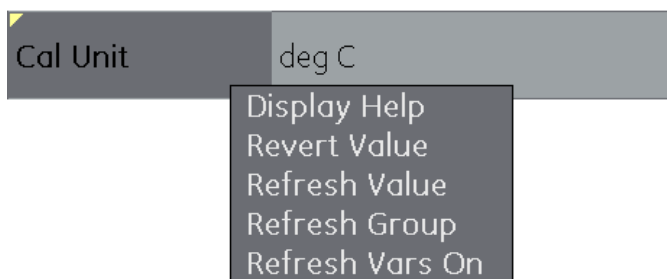 Cal Unit deg C
Display Help
Revert Value
Refresh Value
Refresh Group
Refresh Vars On